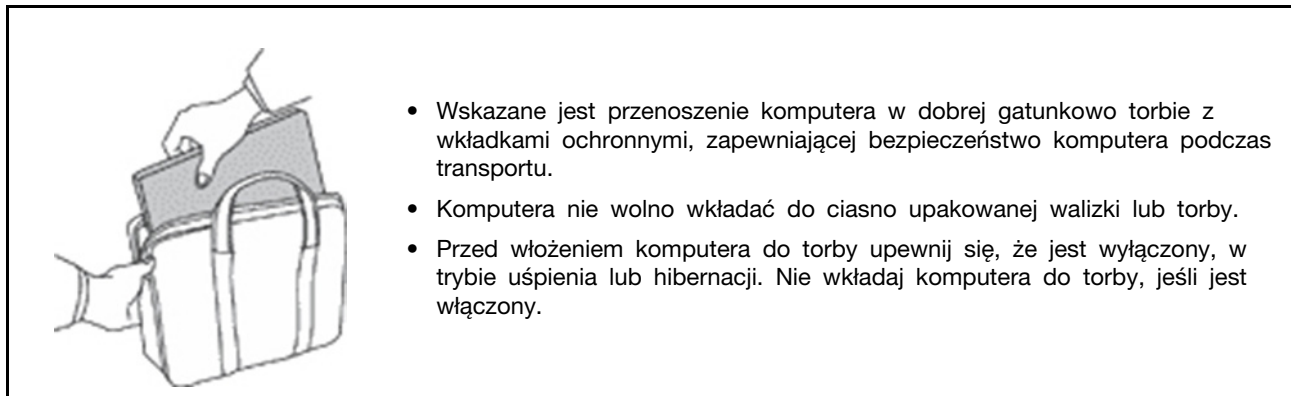 • Wskazane jest przenoszenie komputera w dobrej gatunkowo torbie z
wkładkami ochronnymi, zapewniającej bezpieczeństwo komputera podczas
transportu.
• Komputera nie wolno wkładać do ciasno upakowanej walizki lub torby.
• Przed włożeniem komputera do torby upewnij się, że jest wyłączony, w
trybie uśpienia lub hibernacji. Nie wkładaj komputera do torby, jeśli jest
włączony.